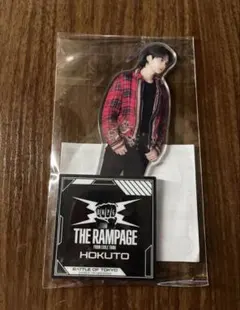 THE RAMPAGE
FROM EXILE TRIBE
HOKUTO
BATTLE OF TOKYO